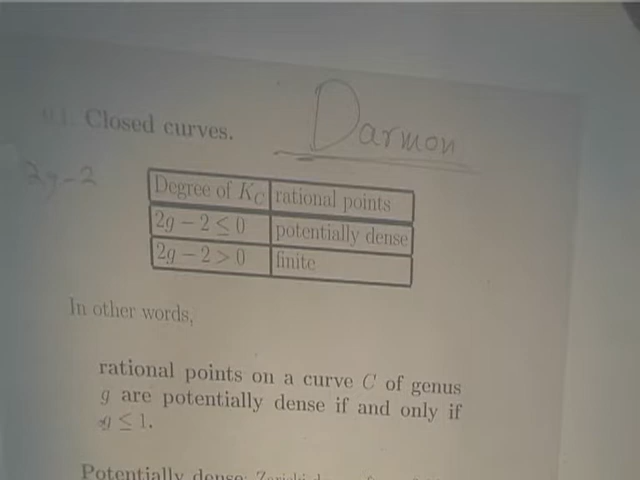 0.1. Closed curves.
Darmon
2g-2
Degree of K_C rational points
2g − 2 ≤ 0 potentially dense
2g − 2 > 0 finite
In other words,
rational points on a curve C of genus
g are potentially dense if and only if
g ≤ 1.
Potentially dense: